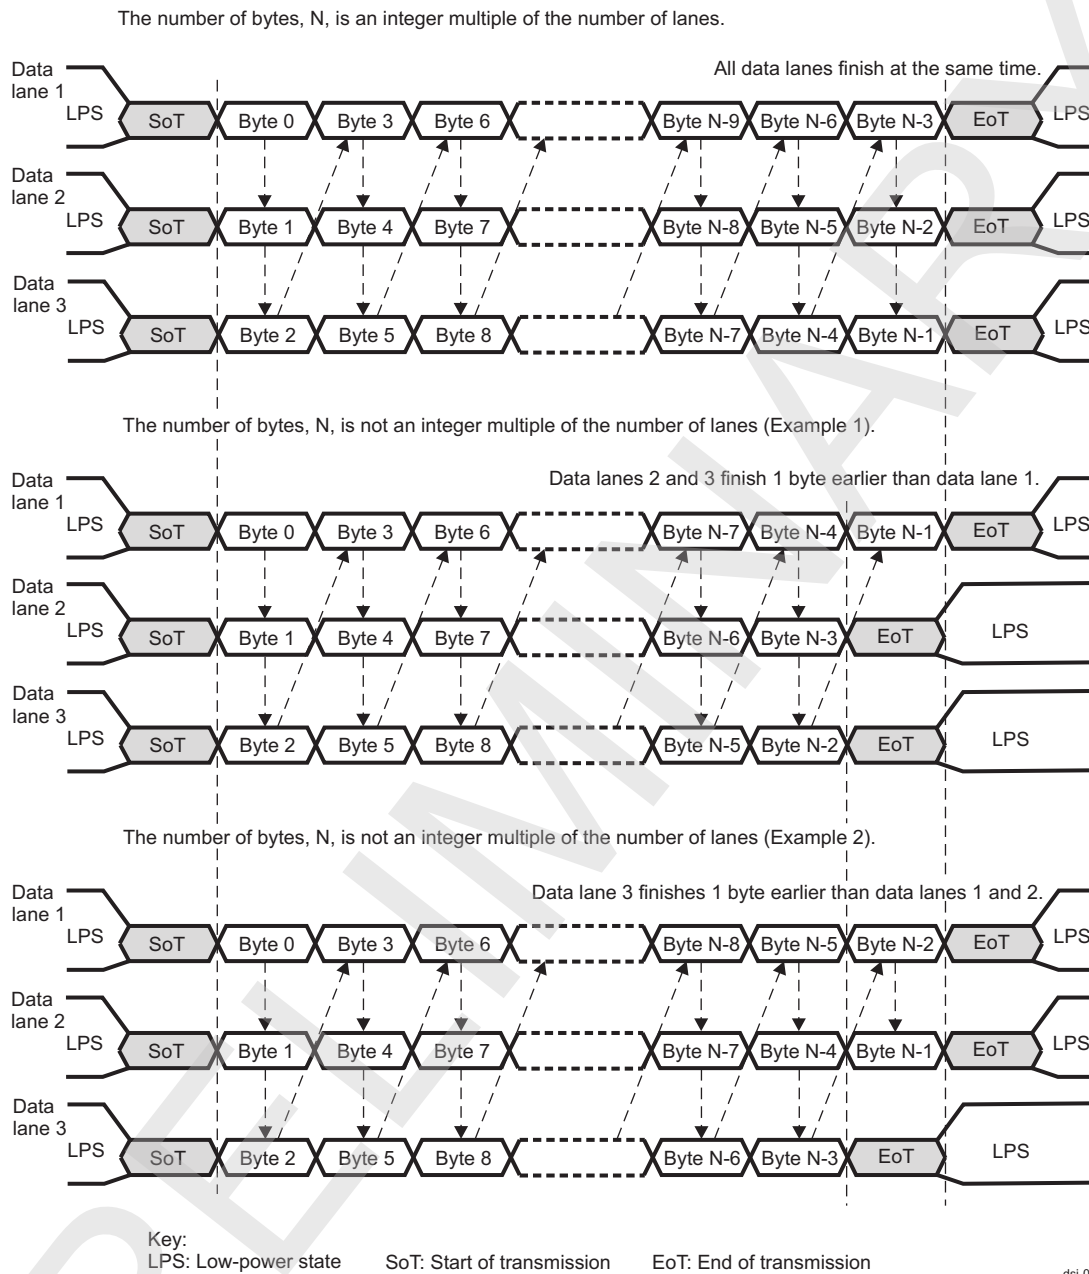 The number of bytes, N, is an integer multiple of the number of lanes.
All data lanes finish at the same time.
Data
lane 1
LPS SoT Byte 0 Byte 3 Byte 6 Byte N-9 Byte N-6 Byte N-3 EoT LPS
Data
lane 2
LPS SoT Byte 1 Byte 4 Byte 7 Byte N-8 Byte N-5 Byte N-2 EoT LPS
Data
lane 3
LPS SoT Byte 2 Byte 5 Byte 8 Byte N-7 Byte N-4 Byte N-1 EoT LPS
The number of bytes, N, is not an integer multiple of the number of lanes (Example 1).
Data lanes 2 and 3 finish 1 byte earlier than data lane 1.
Data
lane 1
LPS SoT Byte 0 Byte 3 Byte 6 Byte N-7 Byte N-4 Byte N-1 EoT LPS
Data
lane 2
LPS SoT Byte 1 Byte 4 Byte 7 Byte N-6 Byte N-3 EoT LPS
Data
lane 3
LPS SoT Byte 2 Byte 5 Byte 8 Byte N-5 Byte N-2 EoT LPS
The number of bytes, N, is not an integer multiple of the number of lanes (Example 2).
Data lane 3 finishes 1 byte earlier than data lanes 1 and 2.
Data
lane 1
LPS SoT Byte 0 Byte 3 Byte 6 Byte N-8 Byte N-5 Byte N-2 EoT LPS
Data
lane 2
LPS SoT Byte 1 Byte 4 Byte 7 Byte N-7 Byte N-4 Byte N-1 EoT LPS
Data
lane 3
LPS SoT Byte 2 Byte 5 Byte 8 Byte N-6 Byte N-3 EoT LPS
Key:
LPS: Low-power state SoT: Start of transmission EoT: End of transmission